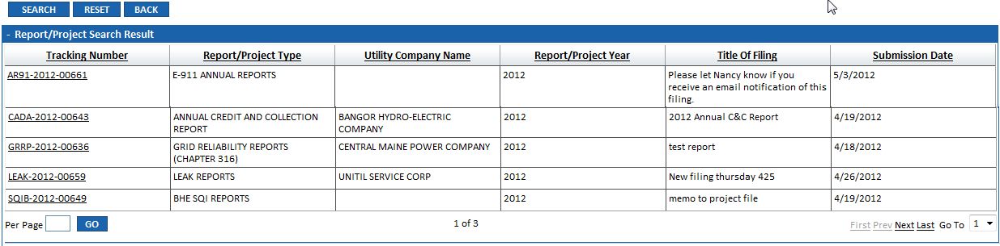 SEARCH RESET BACK
- Report/Project Search Result
Tracking Number Report/Project Type Utility Company Name Report/Project Year Title Of Filing Submission Date
AR91-2012-00661 E-911 ANNUAL REPORTS 2012 Please let Nancy know if you 5/3/2012
receive an email notification of this
filing.
CADA-2012-00643 ANNUAL CREDIT AND COLLECTION BANGOR HYDRO-ELECTRIC 2012 2012 Annual C&C Report 4/19/2012
REPORT COMPANY
GRRP-2012-00636 GRID RELIABILITY REPORTS CENTRAL MAINE POWER COMPANY 2012 test report 4/18/2012
(CHAPTER 316)
LEAK-2012-00659 LEAK REPORTS UNITIL SERVICE CORP 2012 New filing thursday 425 4/26/2012
SQIB-2012-00649 BHE SQI REPORTS 2012 memo to project file 4/19/2012
Per Page GO 1 of 3 First Prev Next Last Go To 1